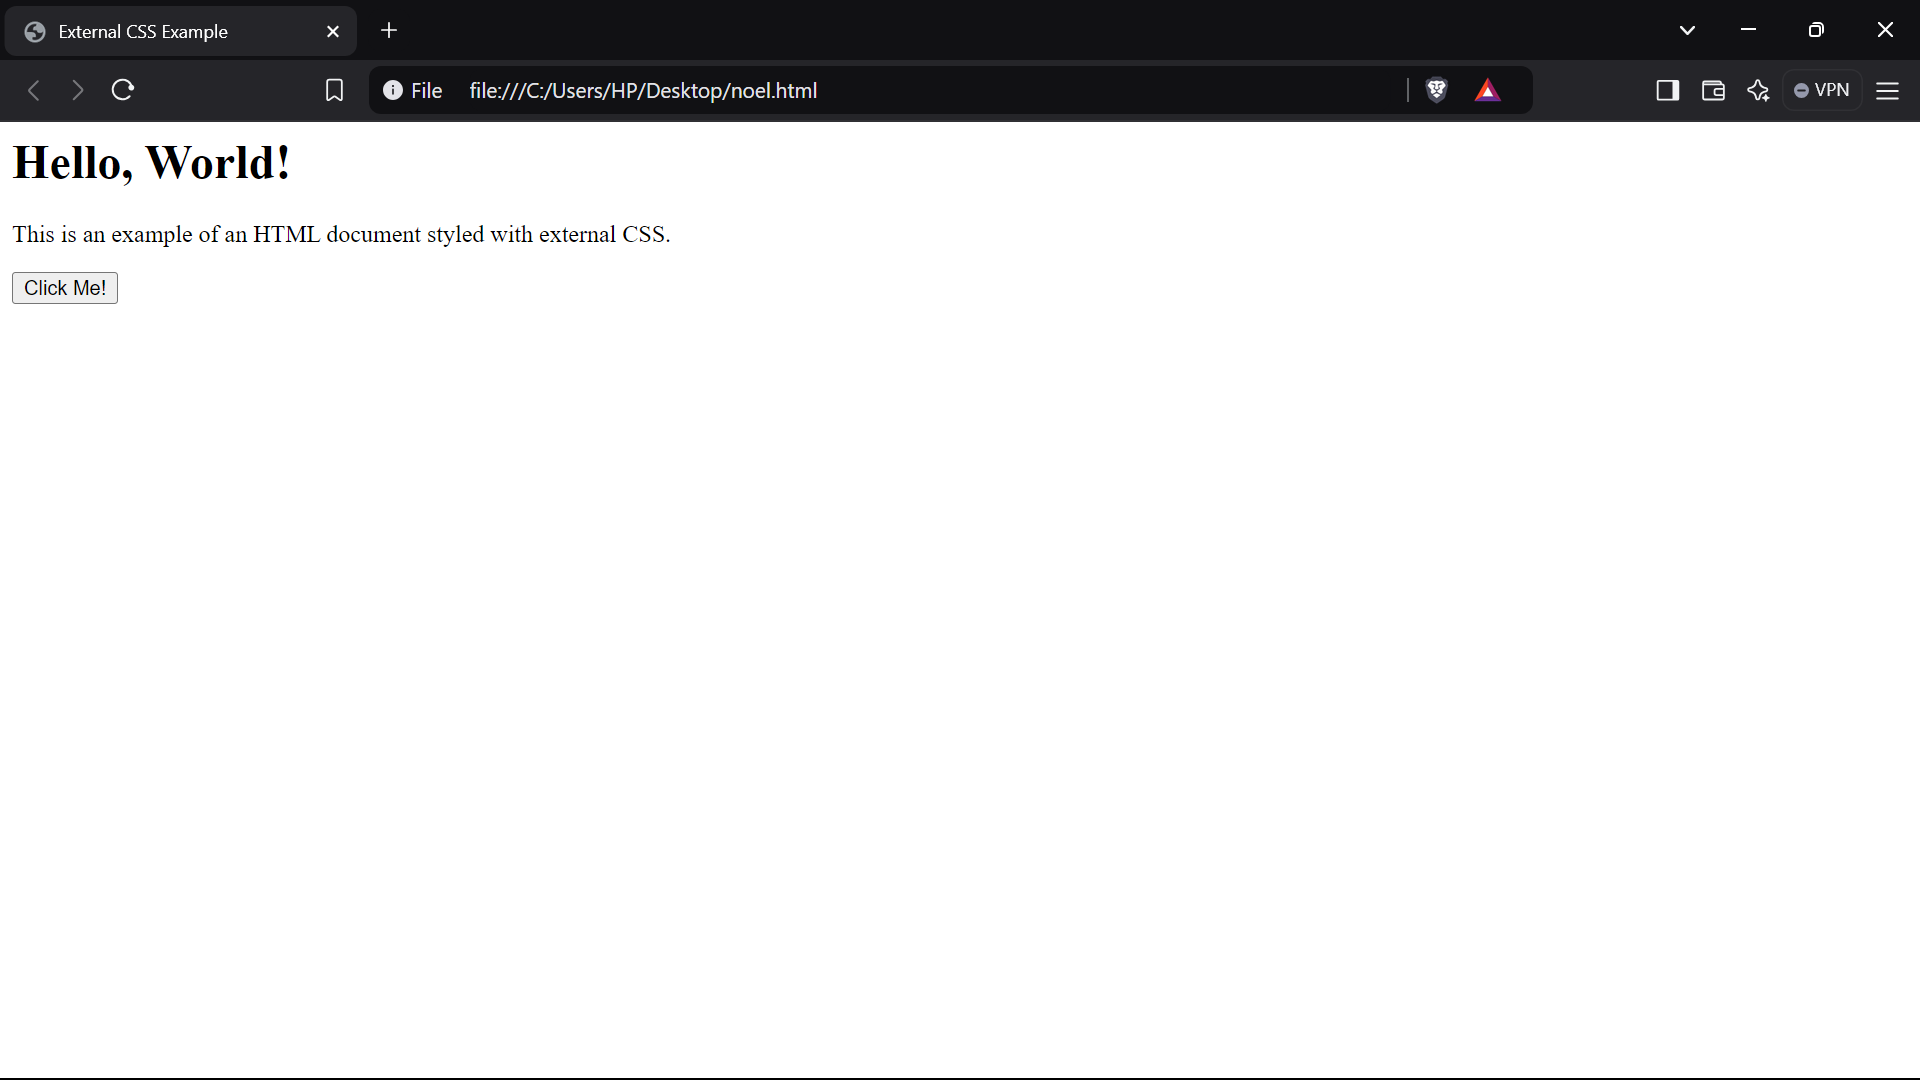 External CSS Example
File file:///C:/Users/HP/Desktop/noel.html
VPN
Hello, World!
This is an example of an HTML document styled with external CSS.
Click Me!